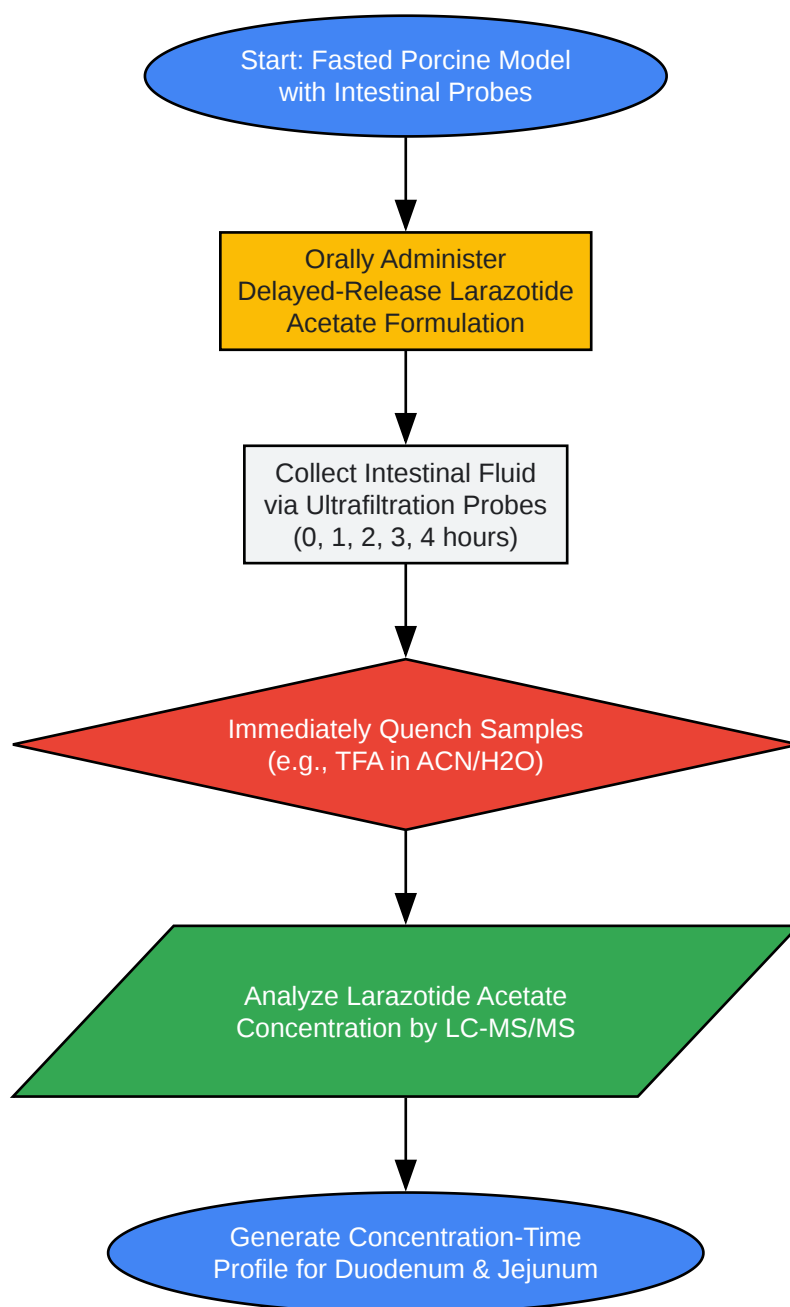 Start: Fasted Porcine Model
with Intestinal Probes
Orally Administer
Delayed-Release Larazotide
Acetate Formulation
Collect Intestinal Fluid
via Ultrafiltration Probes
(0, 1, 2, 3, 4 hours)
Immediately Quench Samples
(e.g., TFA in ACN/H2O)
Analyze Larazotide Acetate
Concentration by LC-MS/MS
Generate Concentration-Time
Profile for Duodenum & Jejunum